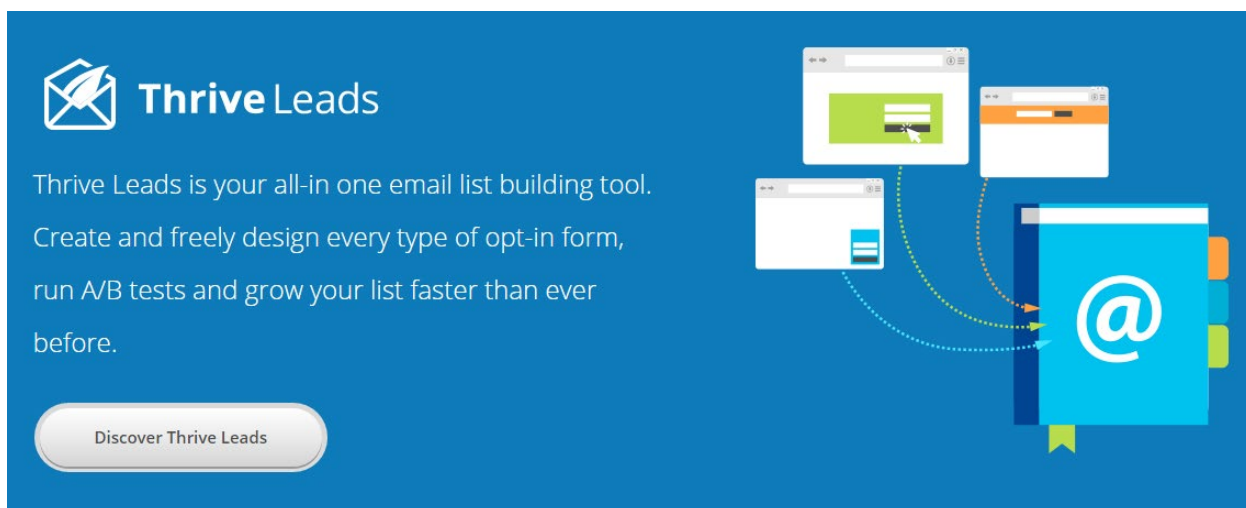 Thrive Leads
Thrive Leads is your all-in one email list building tool.
Create and freely design every type of opt-in form,
run A/B tests and grow your list faster than ever
before.
Discover Thrive Leads
@